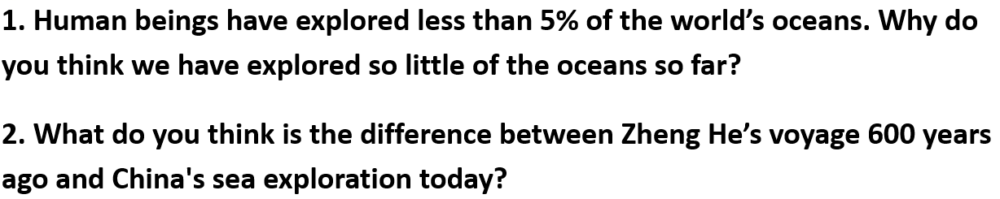 1. Human beings have explored less than 5% of the world’s oceans. Why do
you think we have explored so little of the oceans so far?
2. What do you think is the difference between Zheng He’s voyage 600 years
ago and China's sea exploration today?